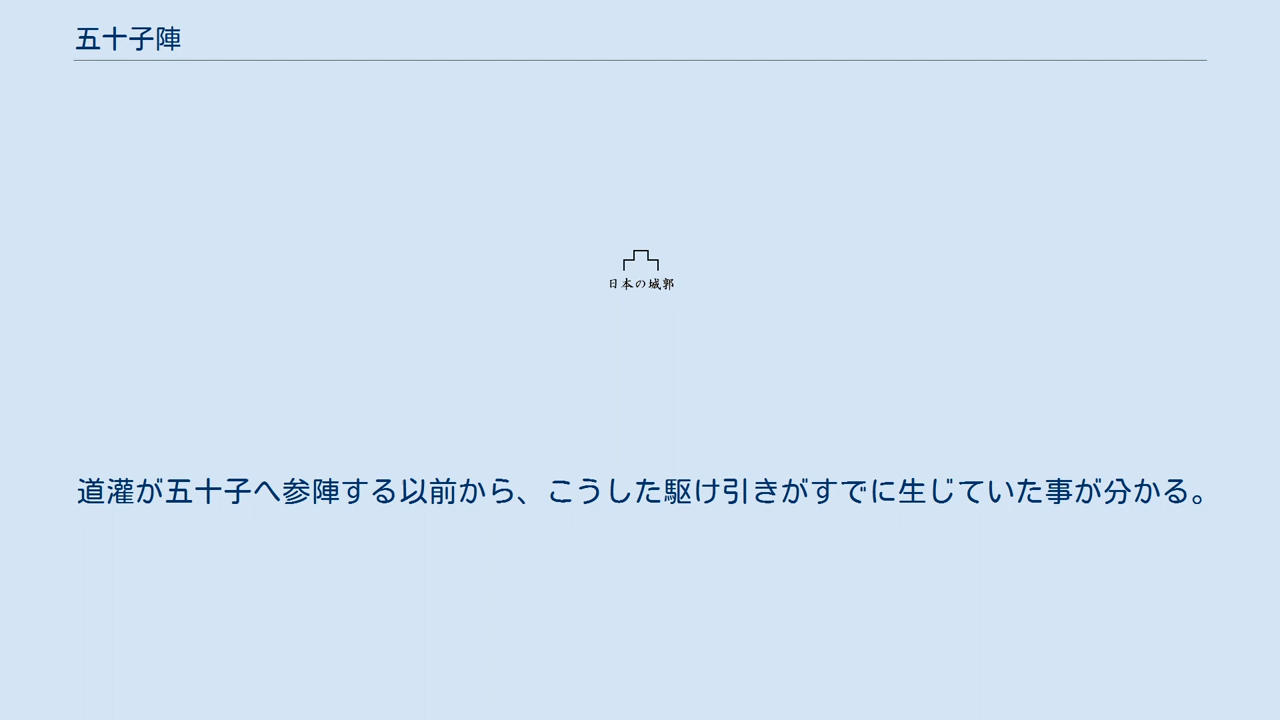 五十子陣
日本の城郭
道灌が五十子へ参陣する以前から、こうした駆け引きがすでに生じていた事が分かる。